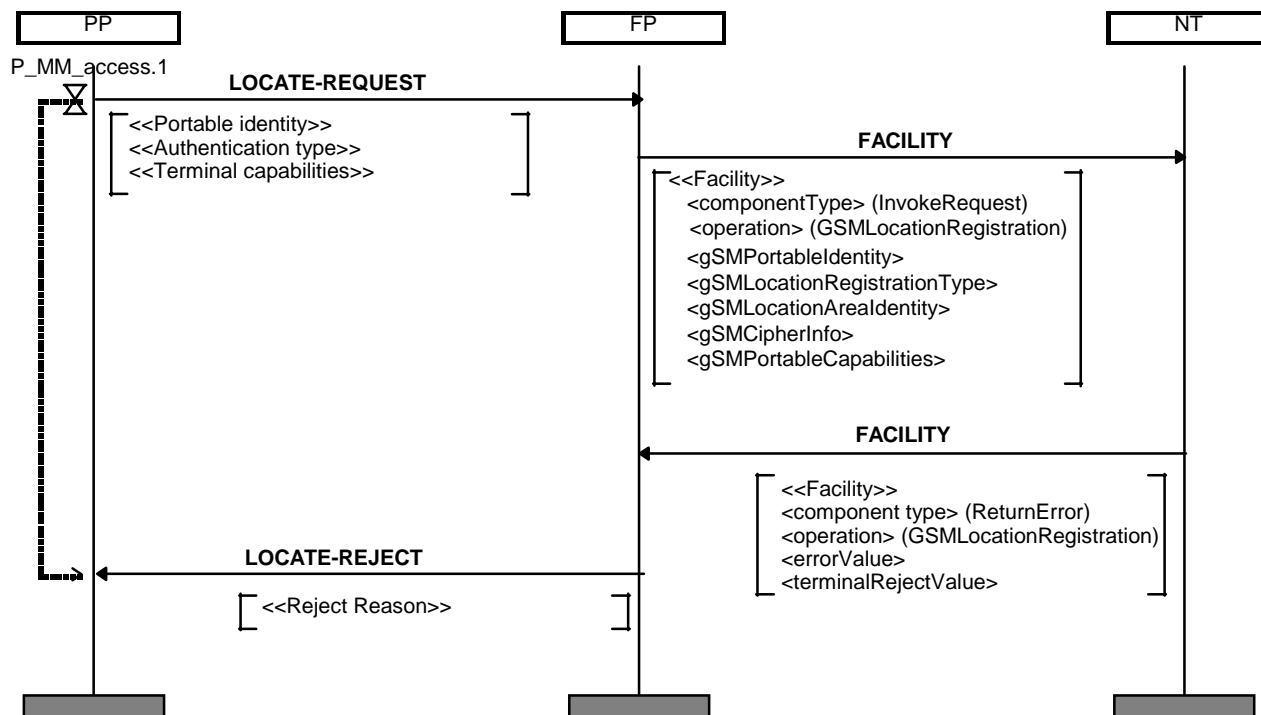 PP
FP
NT
P_MM_access.1
LOCATE-REQUEST
<<Portable identity>>
<<Authentication type>>
<<Terminal capabilities>>
FACILITY
<<Facility>>
<componentType> (InvokeRequest)
<operation> (GSMLocationRegistration)
<gSMPortableIdentity>
<gSMLocationRegistrationType>
<gSMLocationAreaIdentity>
<gSMCipherInfo>
<gSMPortableCapabilities>
FACILITY
<<Facility>>
<component type> (ReturnError)
<operation> (GSMLocationRegistration)
<errorValue>
<terminalRejectValue>
LOCATE-REJECT
<<Reject Reason>>